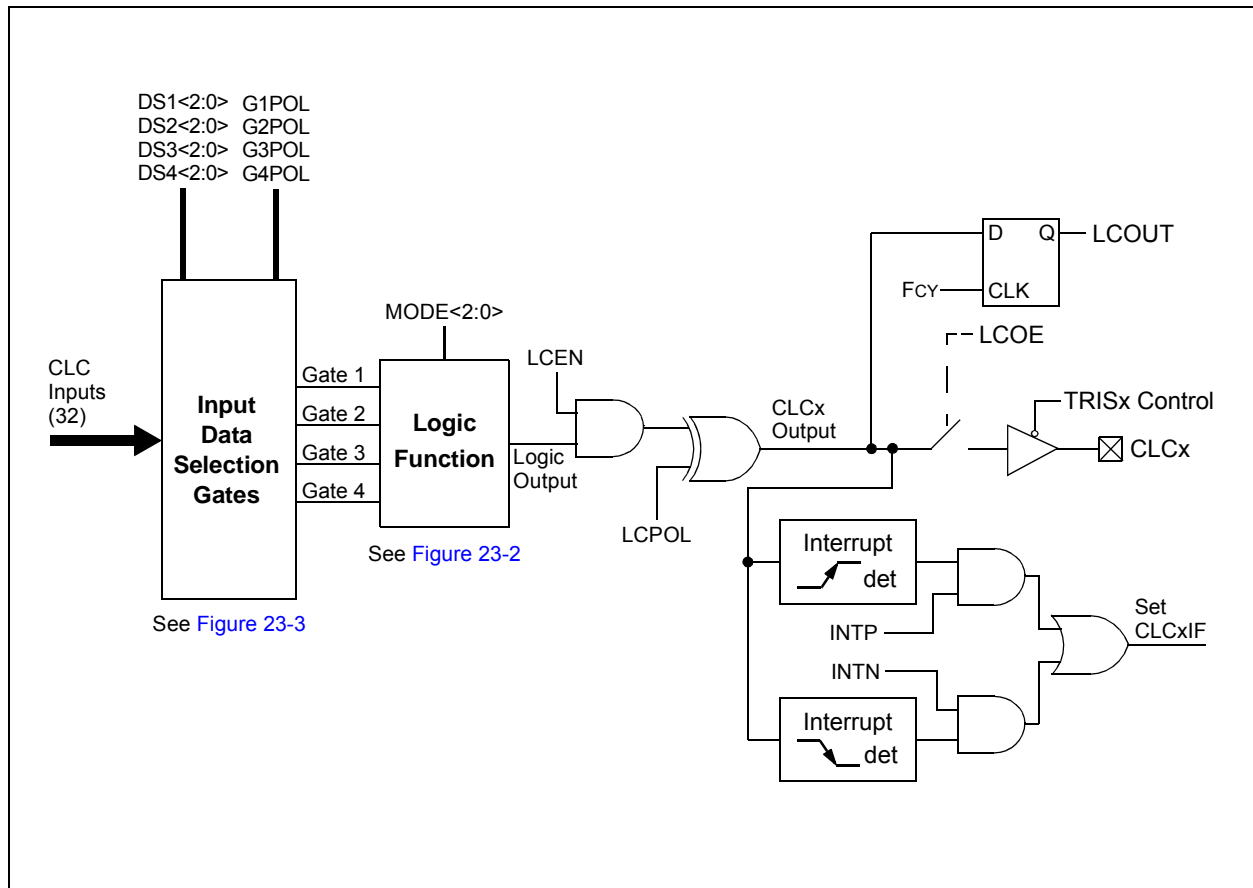 DS1<2:0> G1POL
DS2<2:0> G2POL
DS3<2:0> G3POL
DS4<2:0> G4POL
D Q LCOUT
FCY CLK
MODE<2:0>
LCOE
LCEN
CLC
Inputs
(32)
Input
Data
Selection
Gates
Gate 1
Gate 2
Gate 3
Gate 4
Logic
Function
Logic
Output
CLCx
Output
TRISx Control
CLCx
LCPOL
See Figure 23-2
See Figure 23-3
Interrupt
det
INTP
INTN
Interrupt
det
Set
CLCxIF